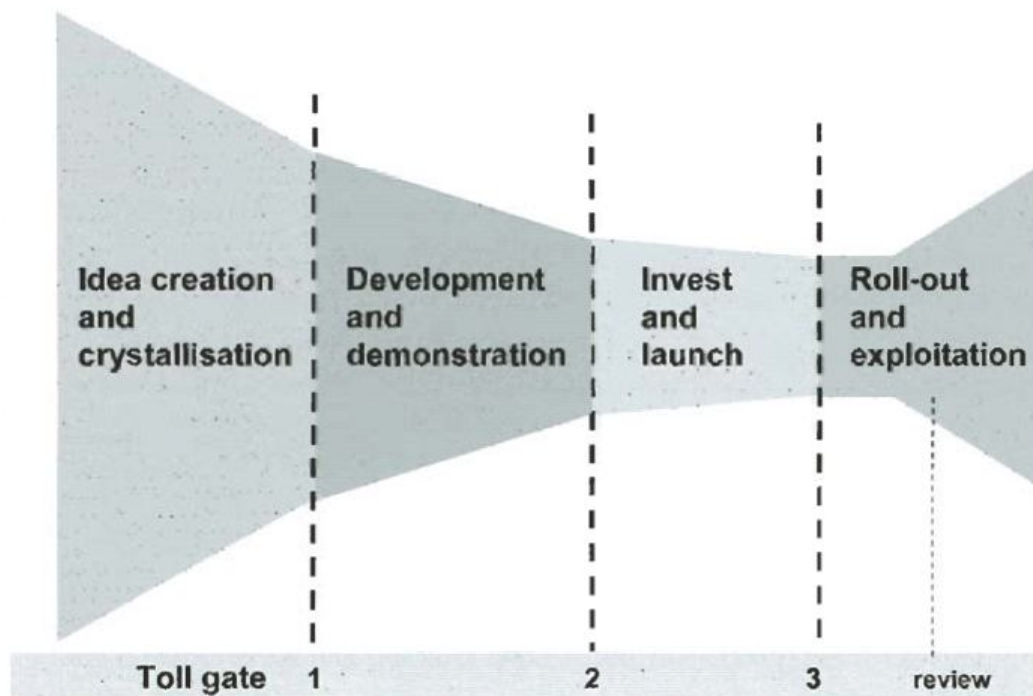 Idea creation
and
crystallisation
Development
and
demonstration
Invest
and
launch
Roll-out
and
exploitation
Toll gate 1 2 3 review